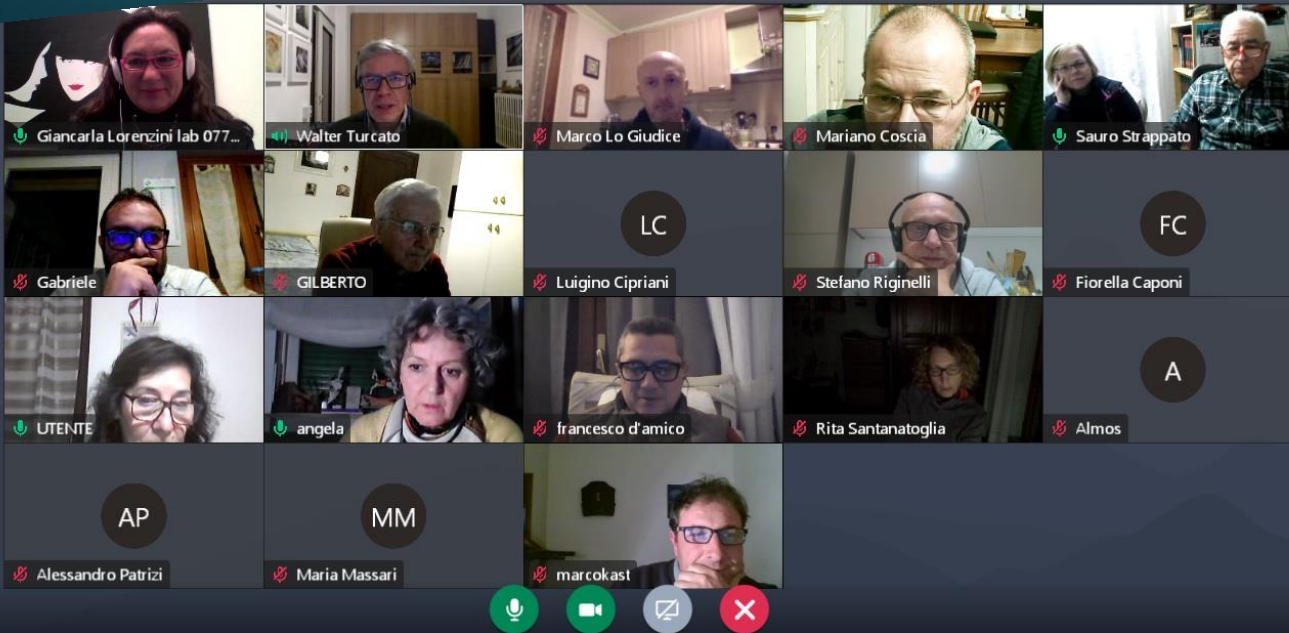 Giancarla Lorenzini lab 077...
Walter Turcato
Marco Lo Giudice
Mariano Coscia
Sauro Strappato
Gabriele
GILBERTO
LC
Luigino Cipriani
Stefano Riginelli
FC
Fiorella Caponi
UTENTE
angela
francesco d'amico
Rita Santanatoglia
A
Almos
AP
Alessandro Patrizi
MM
Maria Massari
marcokast